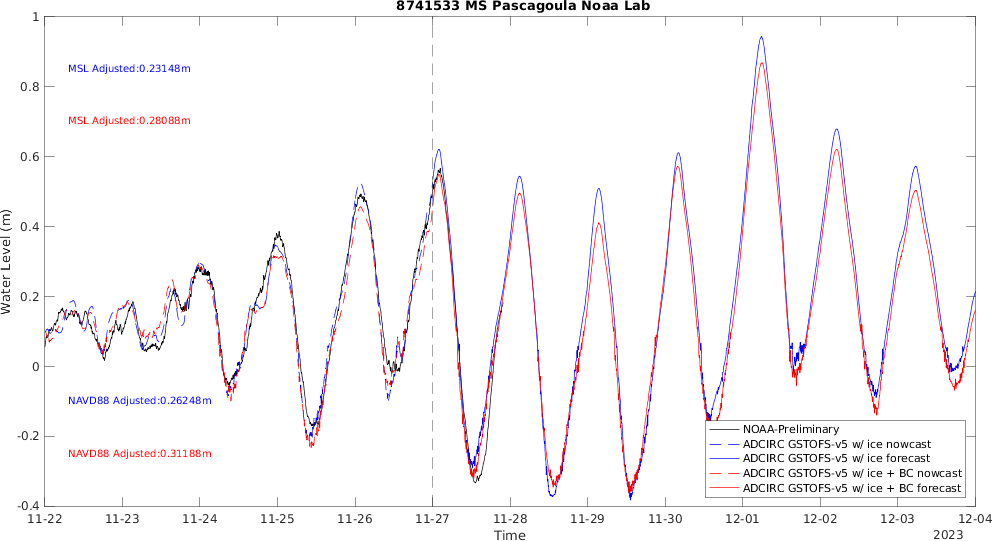 8741533 MS Pascagoula Noaa Lab
MSL Adjusted:0.23148m
MSL Adjusted:0.28088m
NAVD88 Adjusted:0.26248m
NAVD88 Adjusted:0.31188m
Water Level (m)
1
0.8
0.6
0.4
0.2
0
-0.2
-0.4
NOAA-Preliminary
ADCIRC GSTOFS-v5 w/ ice nowcast
ADCIRC GSTOFS-v5 w/ ice forecast
ADCIRC GSTOFS-v5 w/ ice + BC nowcast
ADCIRC GSTOFS-v5 w/ ice + BC forecast
11-22 11-23 11-24 11-25 11-26 11-27 11-28 11-29 11-30 12-01 12-02 12-03 12-04
Time
2023